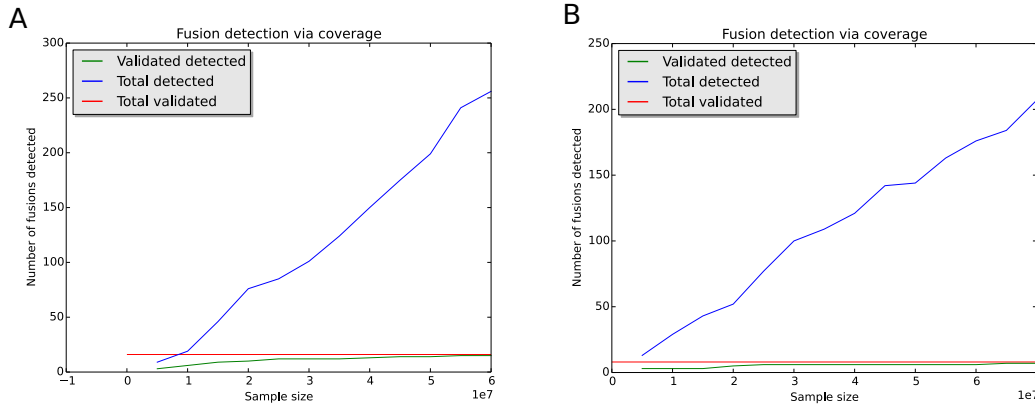 A
Fusion detection via coverage
300
250
200
150
100
50
0
Number of fusions detected
Validated detected
Total detected
Total validated
−1
0
1
2
3
4
5
6
Sample size
1e7
B
Fusion detection via coverage
250
200
150
100
50
0
Number of fusions detected
Validated detected
Total detected
Total validated
0
1
2
3
4
5
6
Sample size